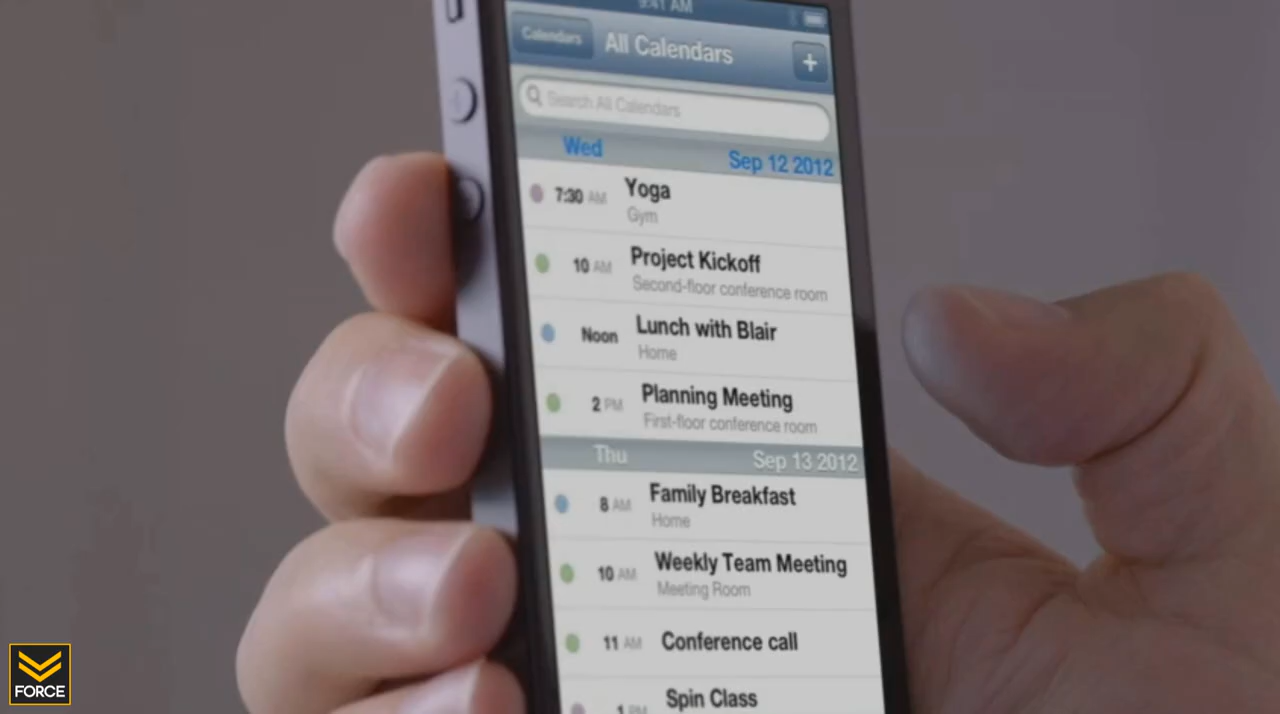 9:41 AM
Calendars
All Calendars
+
Search All Calendars
Wed Sep 12 2012
7:30 AM Yoga
Gym
10 AM Project Kickoff
Second-floor conference room
Noon Lunch with Blair
Home
2 PM Planning Meeting
First-floor conference room
Thu Sep 13 2012
8 AM Family Breakfast
Home
10 AM Weekly Team Meeting
Meeting Room
11 AM Conference call
1 PM Spin Class
FORCE